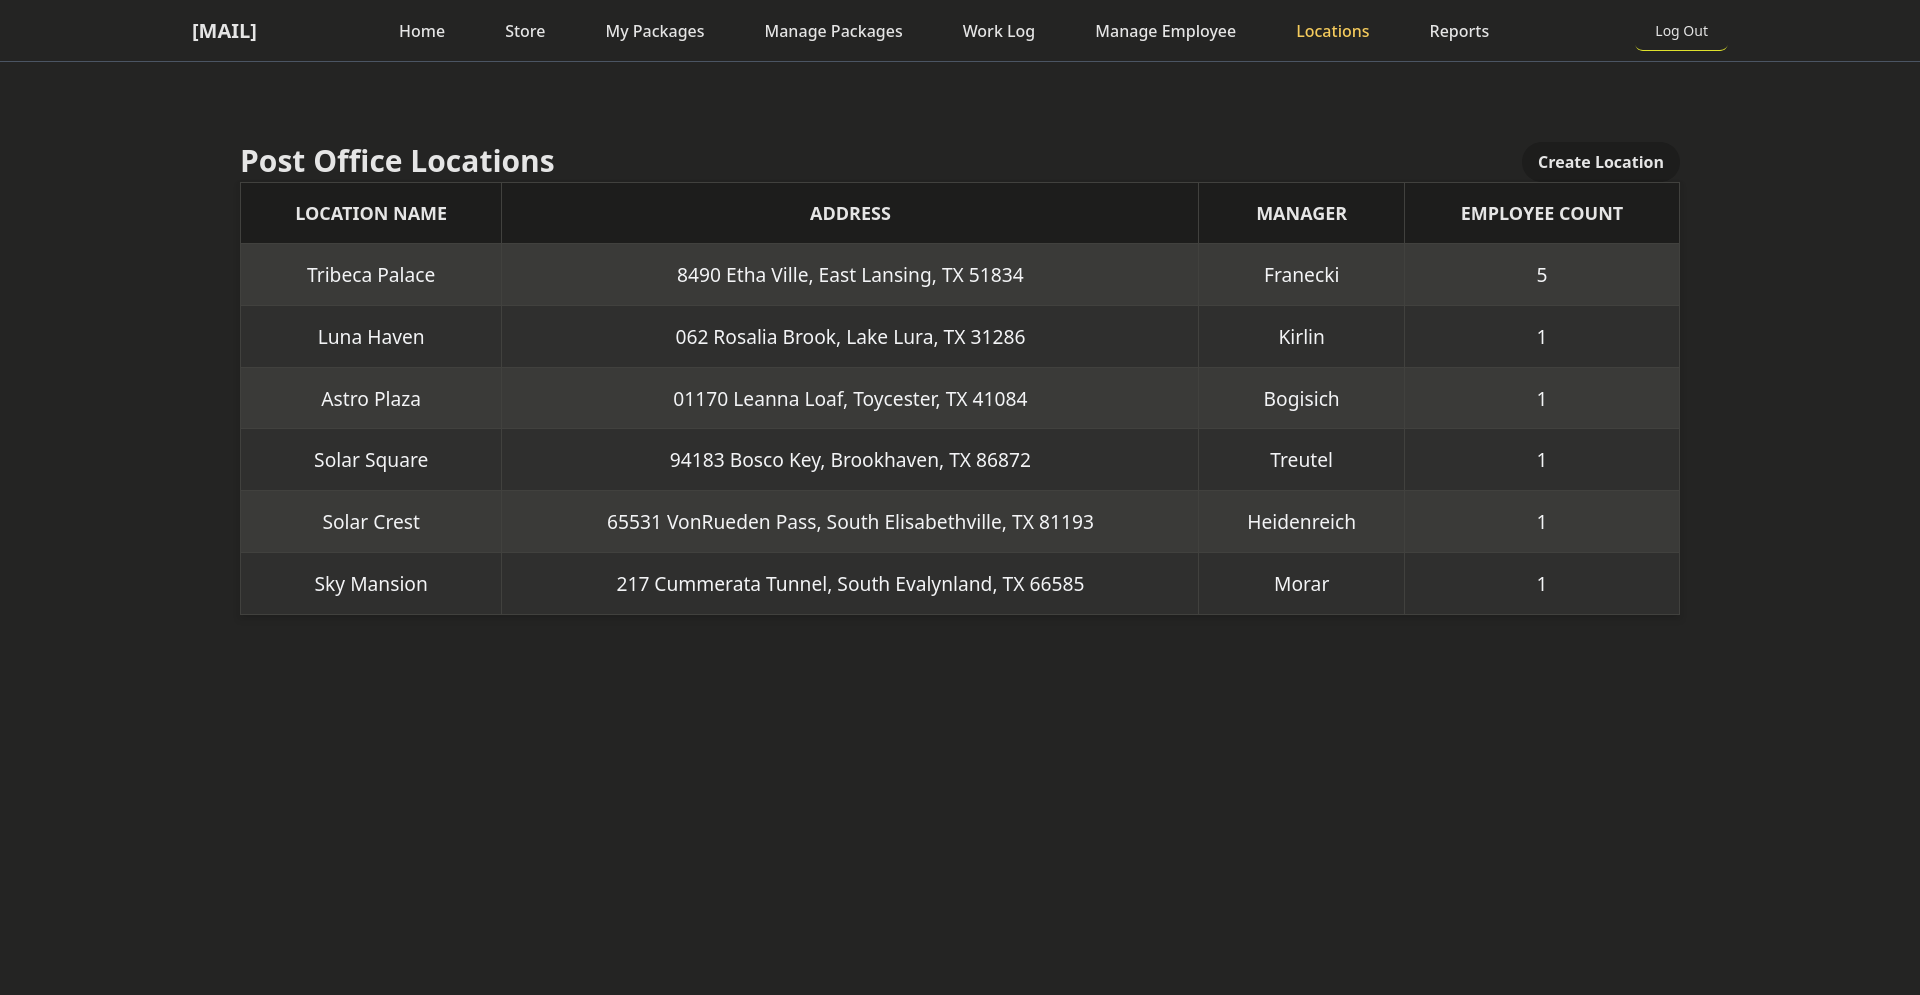 [MAIL] Home Store My Packages Manage Packages Work Log Manage Employee Locations Reports Log Out
Post Office Locations Create Location
LOCATION NAME ADDRESS MANAGER EMPLOYEE COUNT
Tribeca Palace 8490 Etha Ville, East Lansing, TX 51834 Franecki 5
Luna Haven 062 Rosalia Brook, Lake Lura, TX 31286 Kirlin 1
Astro Plaza 01170 Leanna Loaf, Toycester, TX 41084 Bogisich 1
Solar Square 94183 Bosco Key, Brookhaven, TX 86872 Treutel 1
Solar Crest 65531 VonRueden Pass, South Elisabethville, TX 81193 Heidenreich 1
Sky Mansion 217 Cummerata Tunnel, South Evalynland, TX 66585 Morar 1